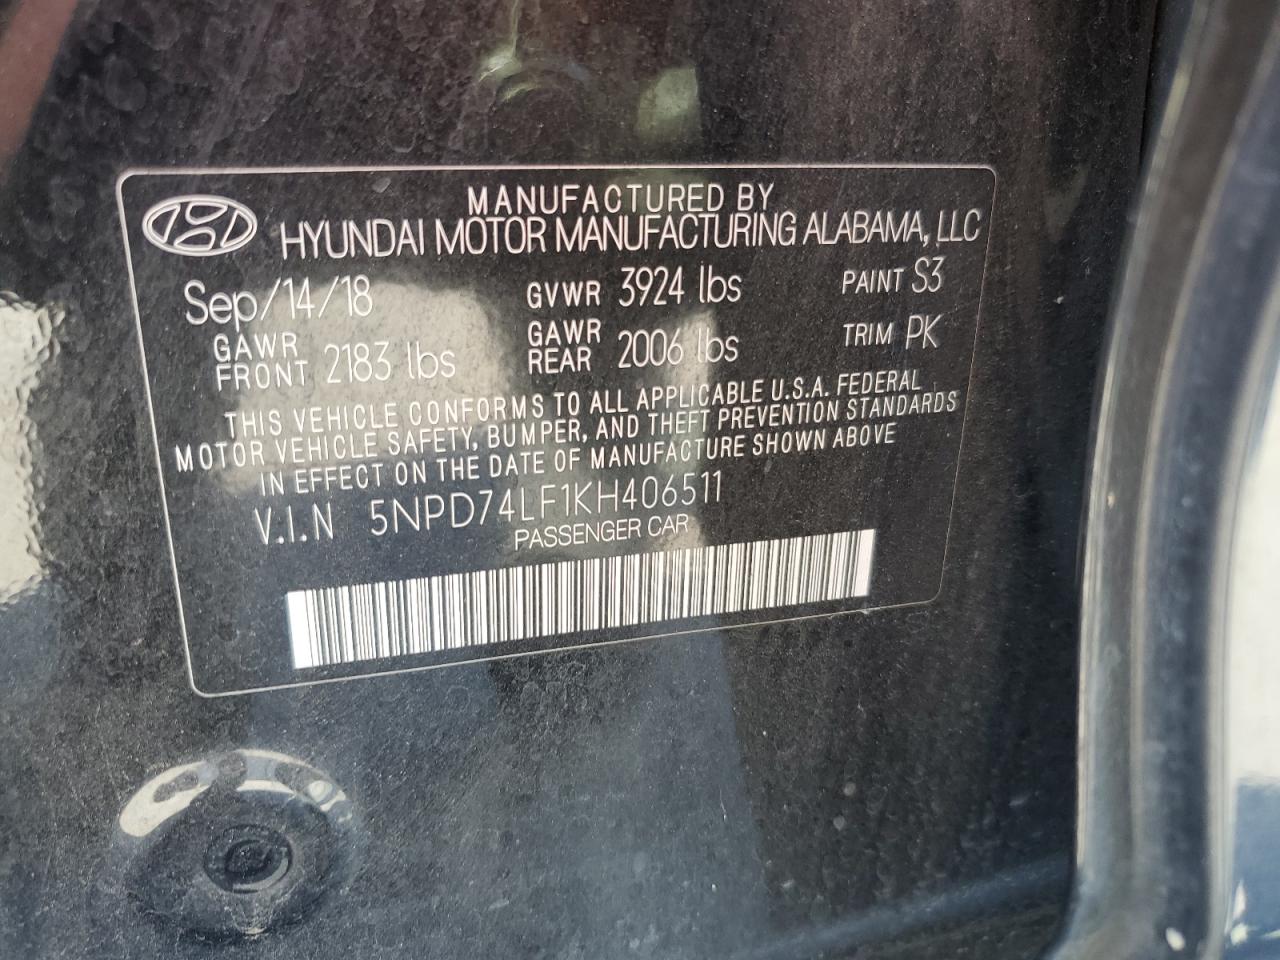 MANUFACTURED BY
HYUNDAI MOTOR MANUFACTURING ALABAMA, LLC
Sep/14/18 GVWR 3924 lbs PAINT S3
GAWR FRONT 2183 lbs GAWR REAR 2006 lbs TRIM PK
THIS VEHICLE CONFORMS TO ALL APPLICABLE U.S.A. FEDERAL
MOTOR VEHICLE SAFETY, BUMPER, AND THEFT PREVENTION STANDARDS
IN EFFECT ON THE DATE OF MANUFACTURE SHOWN ABOVE
V.I.N 5NPD74LF1KH406511
PASSENGER CAR